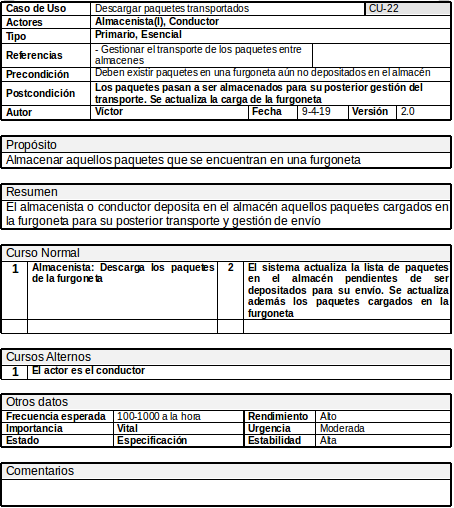 Caso de Uso Descargar paquetes transportados CU-22
Actores Almacenista(I), Conductor
Tipo Primario, Esencial
Referencias - Gestionar el transporte de los paquetes entre
almacenes
Precondición Deben existir paquetes en una furgoneta aún no depositados en el almacén
Postcondición Los paquetes pasan a ser almacenados para su posterior gestión del
transporte. Se actualiza la carga de la furgoneta
Autor Víctor Fecha 9-4-19 Versión 2.0
Propósito
Almacenar aquellos paquetes que se encuentran en una furgoneta
Resumen
El almacenista o conductor deposita en el almacén aquellos paquetes cargados en
la furgoneta para su posterior transporte y gestión de envío
Curso Normal
1 Almacenista: Descarga los paquetes
de la furgoneta
2 El sistema actualiza la lista de paquetes
en el almacén pendientes de ser
depositados para su envío. Se actualiza
además los paquetes cargados en la
furgoneta
Cursos Alternos
1 El actor es el conductor
Otros datos
Frecuencia esperada 100-1000 a la hora Rendimiento Alto
Importancia Vital Urgencia Moderada
Estado Especificación Estabilidad Alta
Comentarios